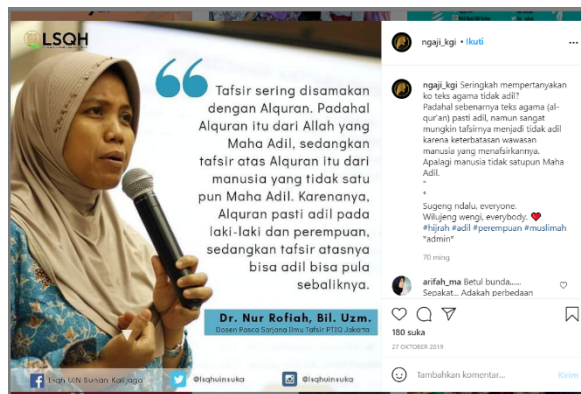 LSQH
Tafsir sering disamakan
dengan Alquran. Padahal
Alquran itu dari Allah yang
Maha Adil, sedangkan
tafsir atas Alquran itu dari
manusia yang tidak satu
pun Maha Adil. Karenanya,
Alquran pasti adil pada
laki-laki dan perempuan,
sedangkan tafsir atasnya
bisa adil bisa pula
sebaliknya.
Dr. Nur Rofiah, Bil. Uzm.
Dosen Pasca Sarjana Ilmu Tafsir PTIQ Jakarta
Lsqh UIN Sunan Kalijaga
@lsqhuinsuka
@lsqhuinsuka
ngaji_kgi • Ikuti
ngaji_kgi Seringkah mempertanyakan
ko teks agama tidak adil?
Padahal sebenarnya teks agama (al-
qur'an) pasti adil, namun sangat
mungkin tafsirnya menjadi tidak adil
karena keterbatasan wawasan
manusia yang menafsirkannya.
Apalagi manusia tidak satupun Maha
Adil.
*
*
Sugeng ndalu, everyone.
Wilujeng wengi, everybody. ❤
#hijrah #adil #perempuan #muslimah
*admin*
70 ming
arifah_ma Betul bunda......
Sepakat... Adakah perbedaan
180 suka
27 OKTOBER 2019
Tambahkan komentar...
Kirim